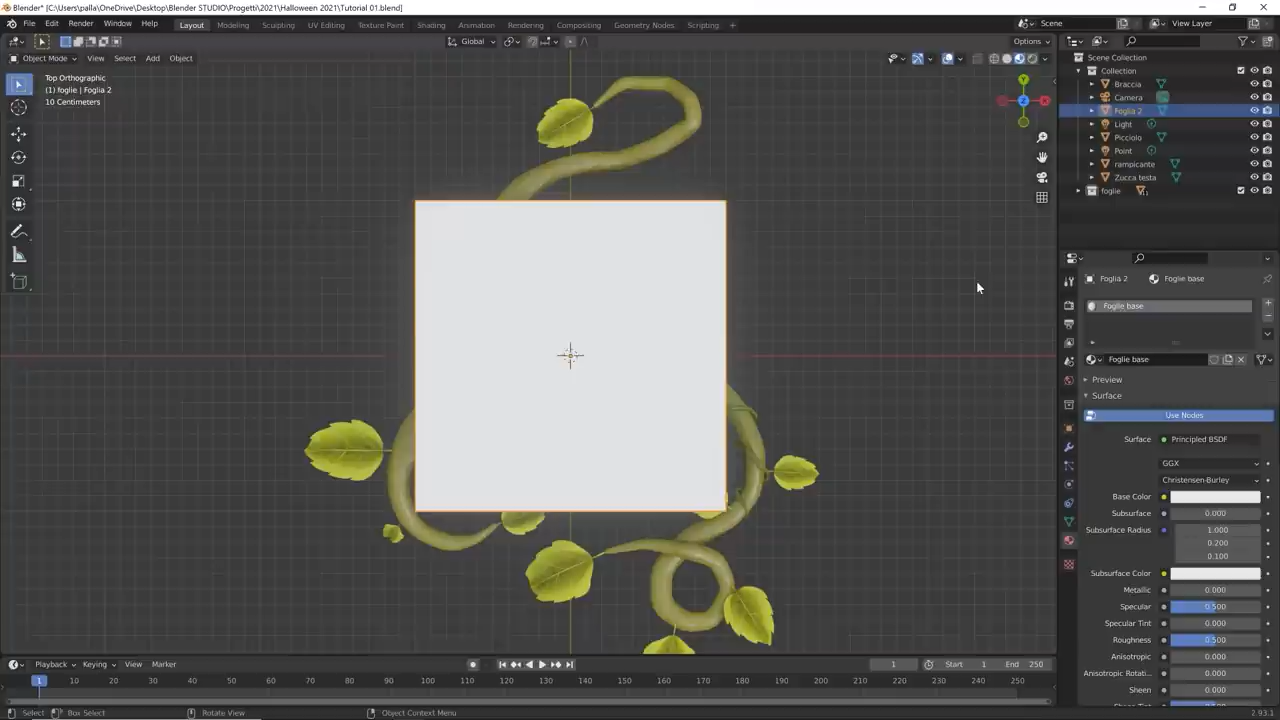 Blender* [C:\Users\palla\OneDrive\Desktop\Blender STUDIO\Progetti\2021\Halloween 2021\Tutorial 01.blend]
File Edit Render Window Help Layout Modeling Sculpting UV Editing Texture Paint Shading Animation Rendering Compositing Geometry Nodes Scripting + Scene View Layer
Global Options
Object Mode View Select Add Object
Top Orthographic
(1) foglie | Foglia 2
10 Centimeters
Z
Scene Collection
Collection
Braccia
Camera
Foglia 2
Light
Picciolo
Point
rampicante
Zucca testa
foglie
Foglia 2 Foglie base
Foglie base
Foglie base
Preview
Surface
Use Nodes
Surface Principled BSDF
GGX
Christensen-Burley
Base Color
Subsurface 0.000
Subsurface Radius 1.000
0.200
0.100
Subsurface Color
Metallic 0.000
Specular 0.500
Specular Tint 0.000
Roughness 0.500
Anisotropic 0.000
Anisotropic Rotati... 0.000
Sheen 0.000
Playback Keying View Marker 1 Start 1 End 250
1 10 20 30 40 50 60 70 80 90 100 110 120 130 140 150 160 170 180 190 200 210 220 230 240 250
Select Box Select Rotate View Object Context Menu 2.93.1